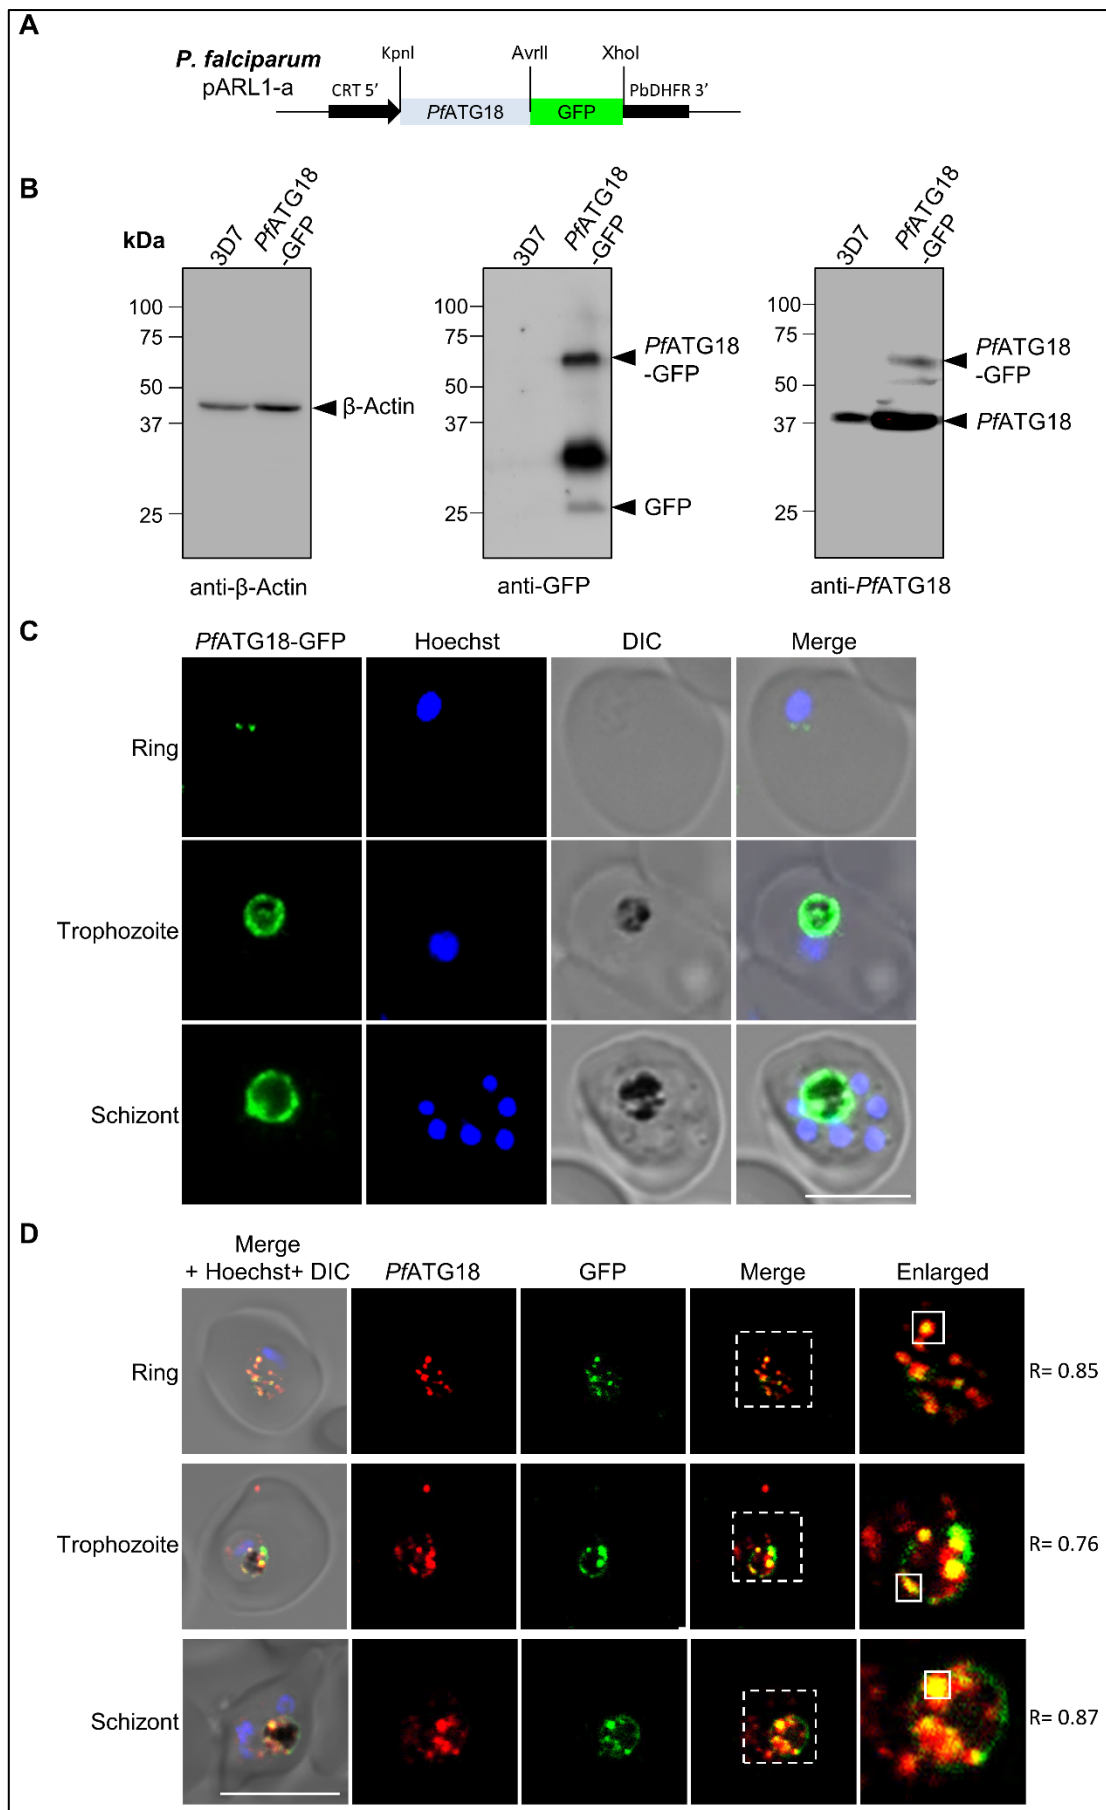 A
P. falciparum
pARL1-a
KpnI AvrII XhoI
CRT 5′ PbDHFR 3′
PfATG18 GFP
B
kDa
3D7
PfATG18
-GFP
100
75
50
37
25
β-Actin
anti-β-Actin
3D7
PfATG18
-GFP
100
75
50
37
25
PfATG18
-GFP
GFP
anti-GFP
3D7
PfATG18
-GFP
100
75
50
37
25
PfATG18
-GFP
PfATG18
anti-PfATG18
C
PfATG18-GFP Hoechst DIC Merge
Ring
Trophozoite
Schizont
D
Merge
+ Hoechst+ DIC PfATG18 GFP Merge Enlarged
Ring R= 0.85
Trophozoite R= 0.76
Schizont R= 0.87